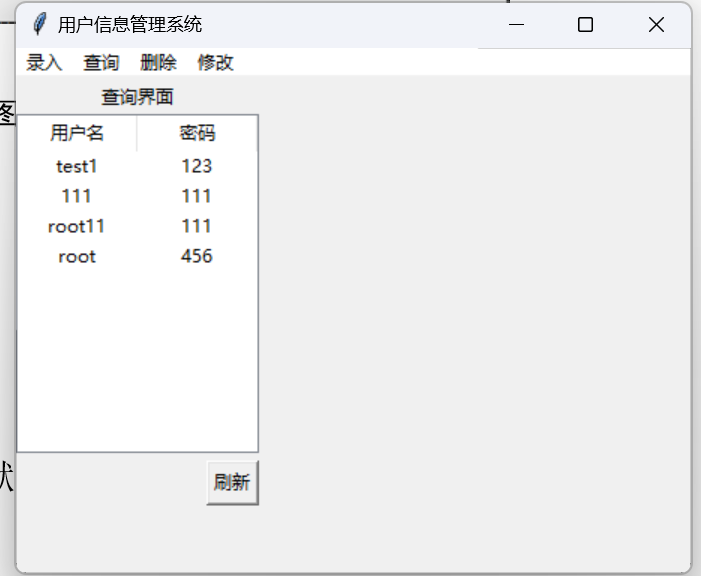 用户信息管理系统
录入 查询 删除 修改
查询界面
用户名 密码
test1 123
111 111
root11 111
root 456
刷新